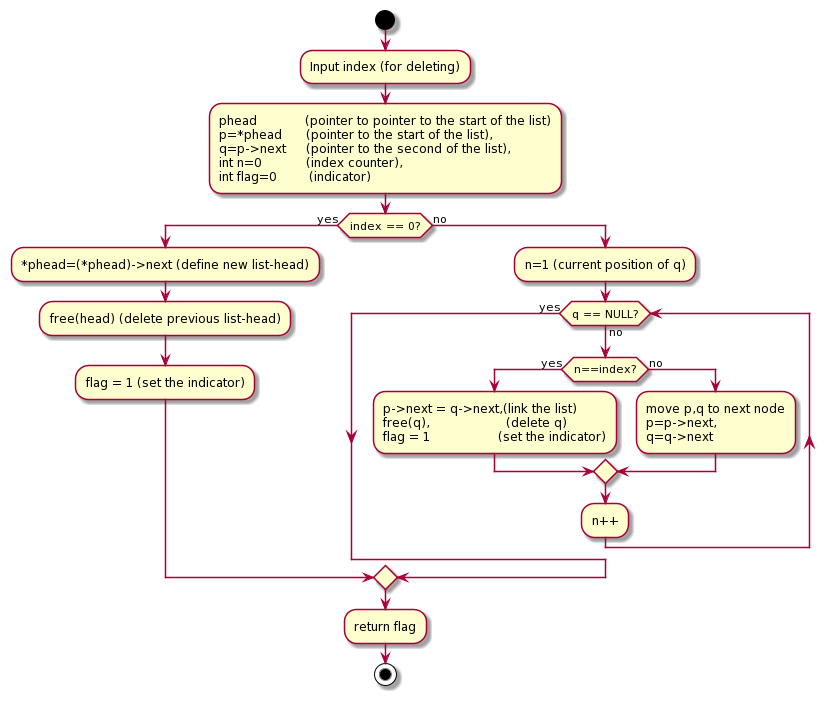 Input index (for deleting)
phead (pointer to pointer to the start of the list)
p=*phead (pointer to the start of the list),
q=p->next (pointer to the second of the list),
int n=0 (index counter),
int flag=0 (indicator)
yes
index == 0?
no
*phead=(*phead)->next (define new list-head)
free(head) (delete previous list-head)
flag = 1 (set the indicator)
n=1 (current position of q)
yes
q == NULL?
no
yes
n==index?
no
p->next = q->next,(link the list)
free(q), (delete q)
flag = 1 (set the indicator)
move p,q to next node
p=p->next,
q=q->next
n++
return flag